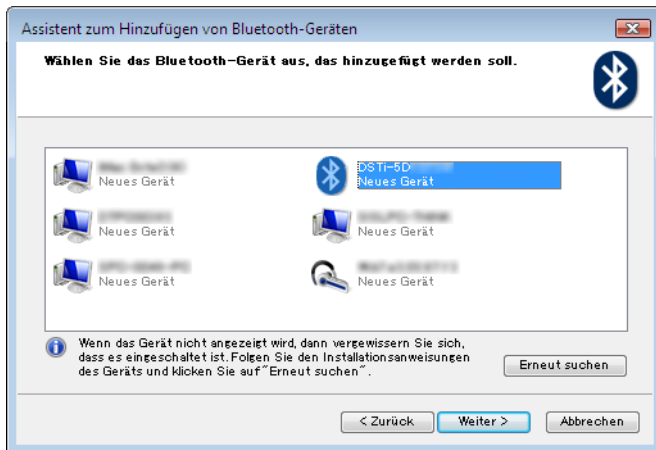 Assistent zum Hinzufügen von Bluetooth-Geräten
Wählen Sie das Bluetooth-Gerät aus, das hinzugefügt werden soll.
Neues Gerät
DSTi-5D
Neues Gerät
Neues Gerät
Neues Gerät
Neues Gerät
Neues Gerät
Wenn das Gerät nicht angezeigt wird, dann vergewissern Sie sich,
dass es eingeschaltet ist. Folgen Sie den Installationsanweisungen
des Geräts und klicken Sie auf "Erneut suchen".
Erneut suchen
< Zurück
Weiter >
Abbrechen